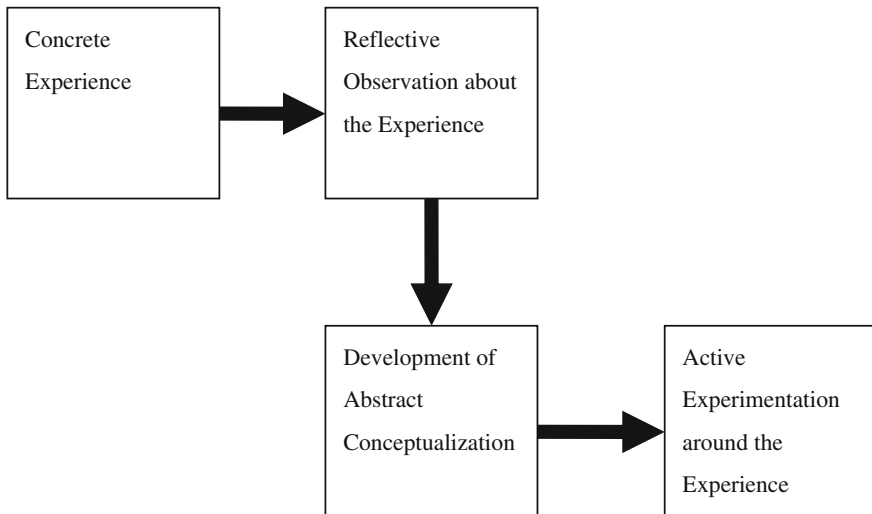 Concrete
Experience
Reflective
Observation about
the Experience
Development of
Abstract
Conceptualization
Active
Experimentation
around the
Experience